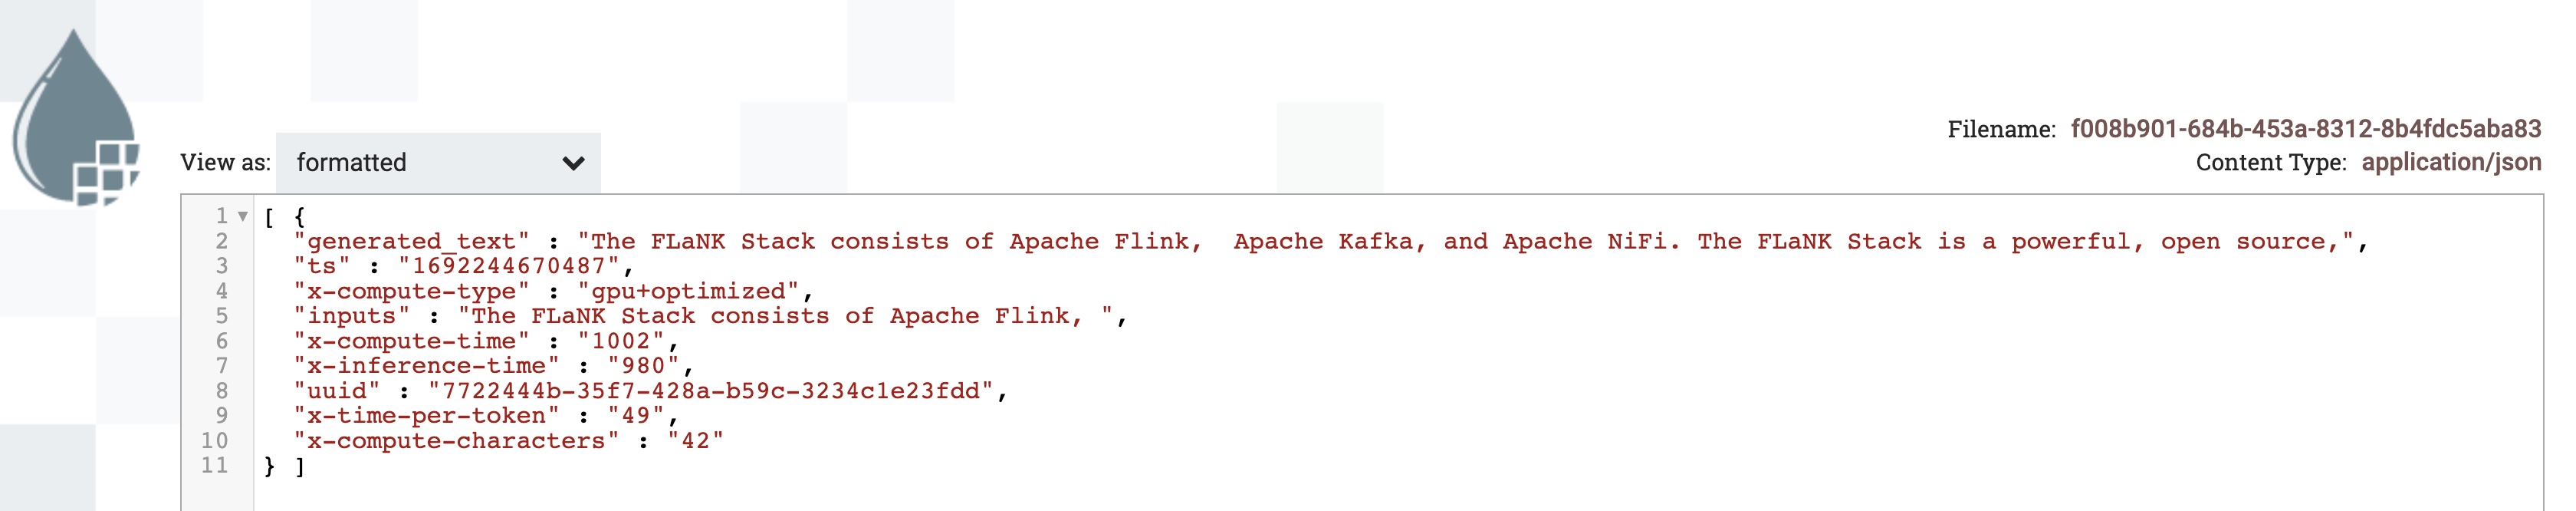 Filename: f008b901-684b-453a-8312-8b4fdc5aba83
View as: formatted
Content Type: application/json
1 [ {
2 "generated_text" : "The FLaNK Stack consists of Apache Flink,  Apache Kafka, and Apache NiFi. The FLaNK Stack is a powerful, open source,",
3 "ts" : "1692244670487",
4 "x-compute-type" : "gpu+optimized",
5 "inputs" : "The FLaNK Stack consists of Apache Flink, ",
6 "x-compute-time" : "1002",
7 "x-inference-time" : "980",
8 "uuid" : "7722444b-35f7-428a-b59c-3234c1e23fdd",
9 "x-time-per-token" : "49",
10 "x-compute-characters" : "42"
11 } ]